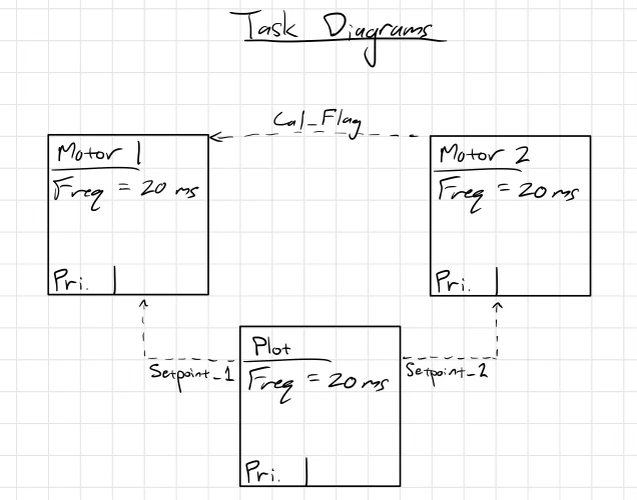 Task Diagrams
Cal_Flag
Motor 1
Freq = 20 ms
Pri. 1
Motor 2
Freq = 20 ms
Pri. 1
Setpoint_1
Plot
Freq = 20 ms
Pri. 1
Setpoint_2